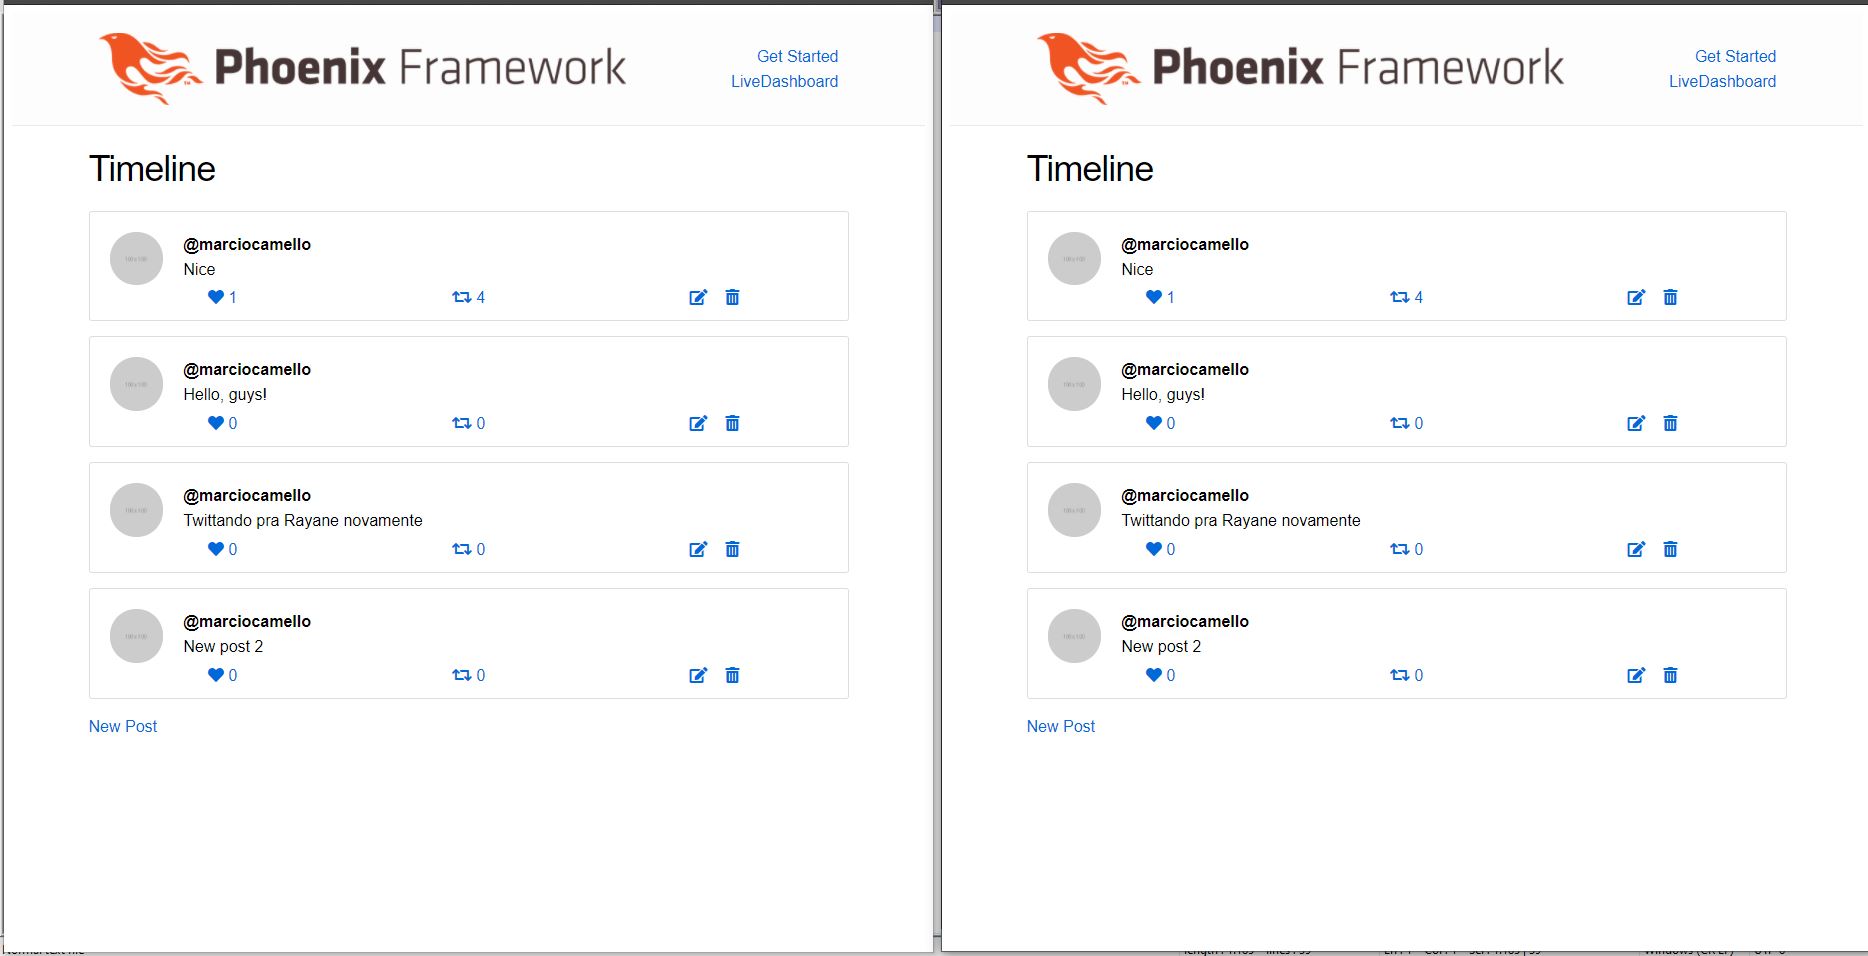 Phoenix Framework
Get Started
LiveDashboard
Timeline
@marciocamello
Nice
1 4
@marciocamello
Hello, guys!
0 0
@marciocamello
Twittando pra Rayane novamente
0 0
@marciocamello
New post 2
0 0
New Post
Phoenix Framework
Get Started
LiveDashboard
Timeline
@marciocamello
Nice
1 4
@marciocamello
Hello, guys!
0 0
@marciocamello
Twittando pra Rayane novamente
0 0
@marciocamello
New post 2
0 0
New Post